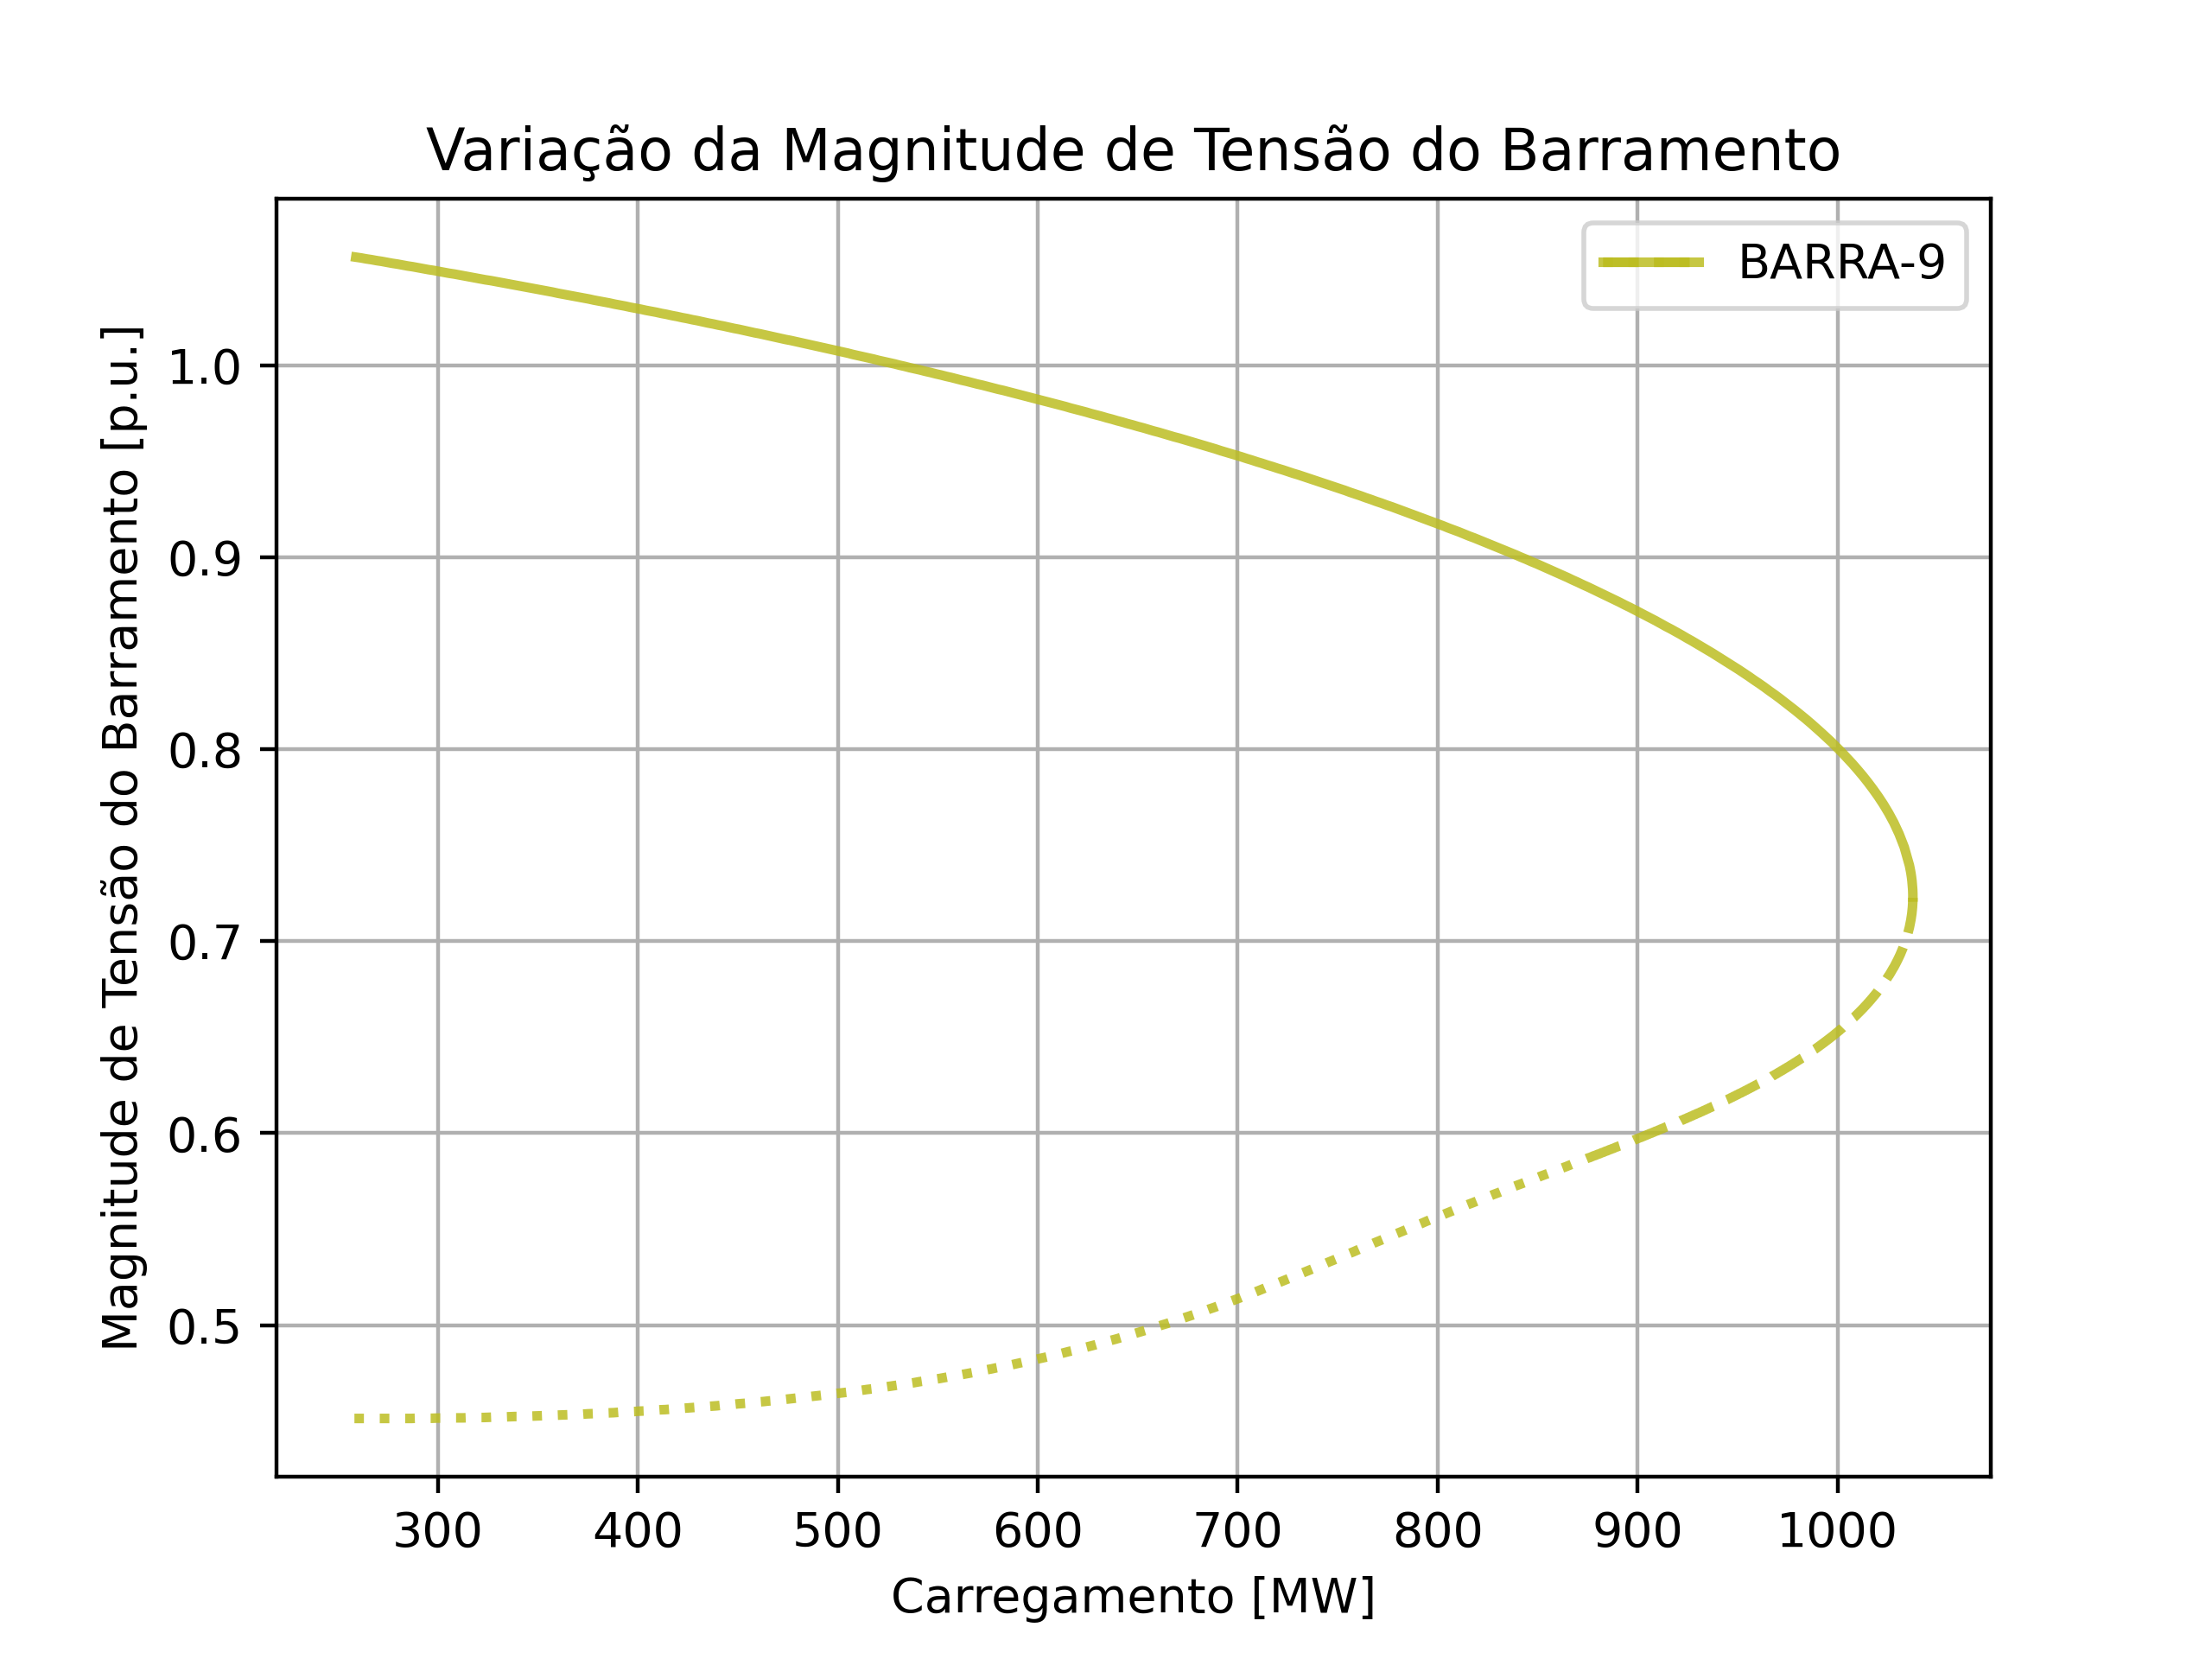 Variação da Magnitude de Tensão do Barramento
BARRA-9
Magnitude de Tensão do Barramento [p.u.]
1.0
0.9
0.8
0.7
0.6
0.5
300 400 500 600 700 800 900 1000
Carregamento [MW]